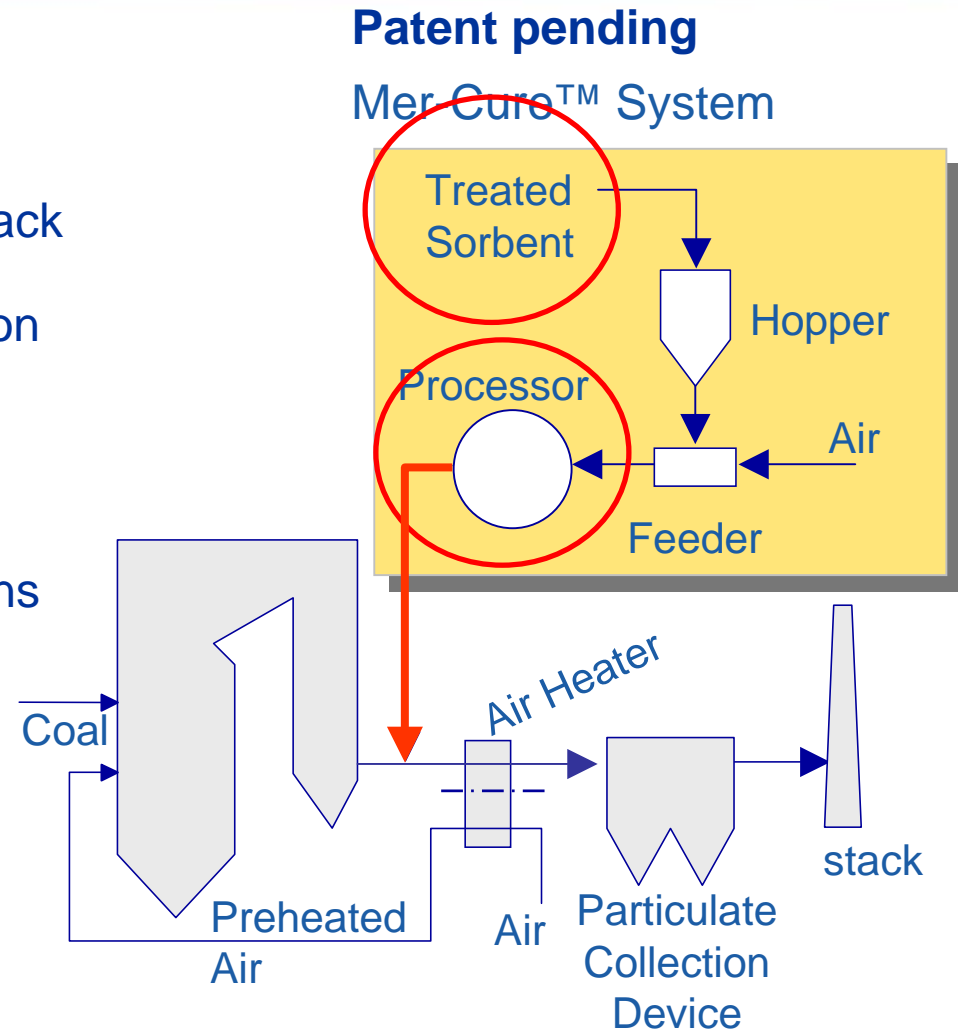 Patent pending
Mer-Curo™ System
Treated
Sorbent
Hopper
Processor
Air
Feeder
Air Heater
Coal
stack
Preheated
Air
Air
Particulate
Collection
Device